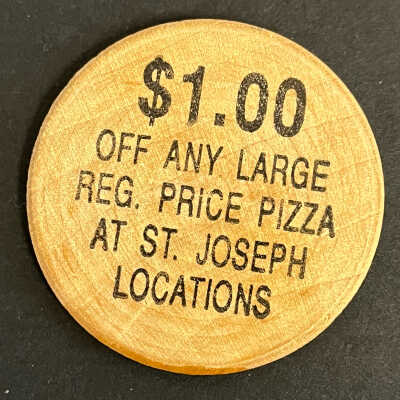 $1.00
OFF ANY LARGE
REG. PRICE PIZZA
AT ST. JOSEPH
LOCATIONS